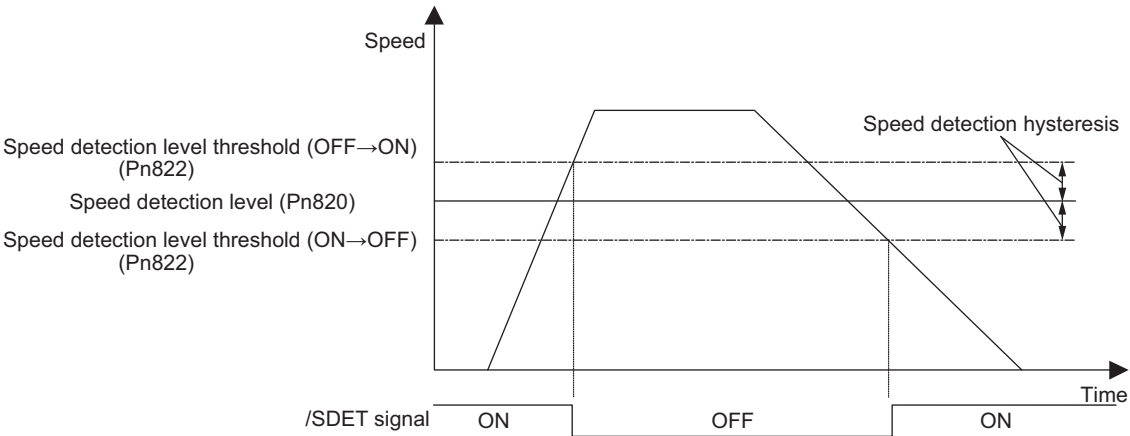 Speed
Speed detection hysteresis
Speed detection level threshold (OFF→ON)
(Pn822)
Speed detection level (Pn820)
Speed detection level threshold (ON→OFF)
(Pn822)
Time
/SDET signal ON OFF ON